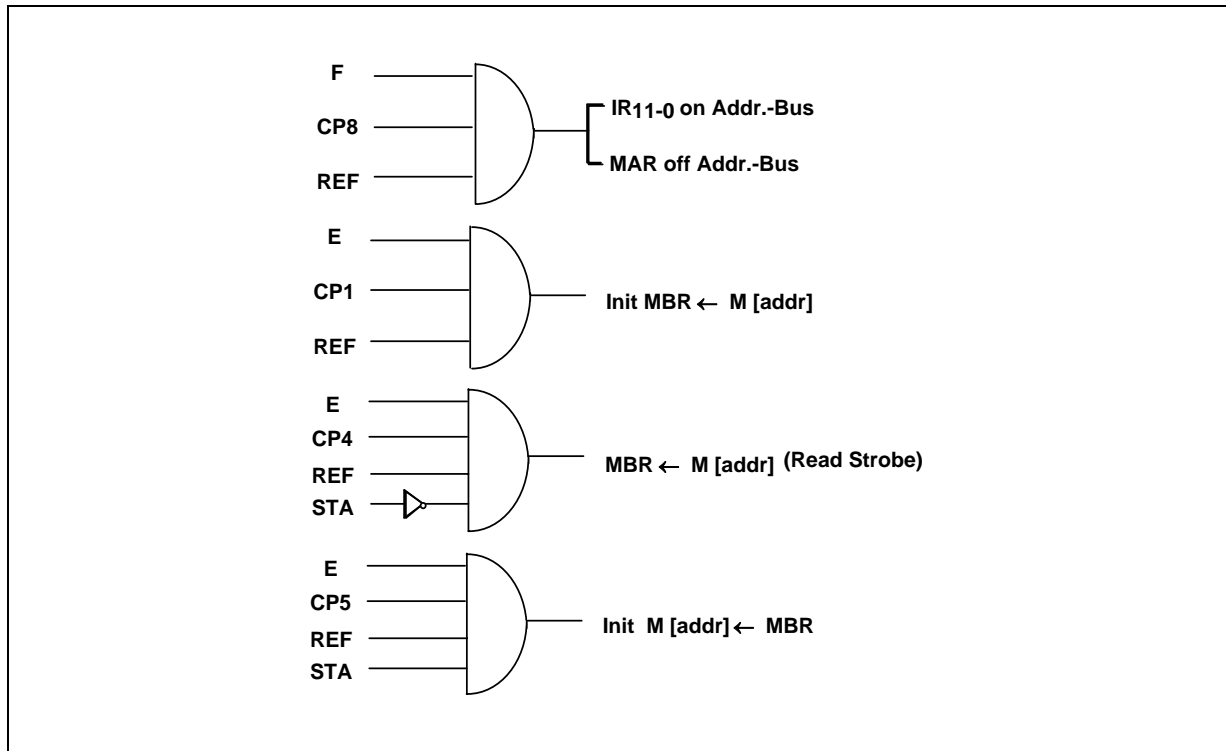 F
CP8
REF
IR11-0 on Addr.-Bus
MAR off Addr.-Bus
E
CP1
REF
Init MBR ← M [addr]
E
CP4
REF
STA
MBR ← M [addr] (Read Strobe)
E
CP5
REF
STA
Init M [addr] ← MBR